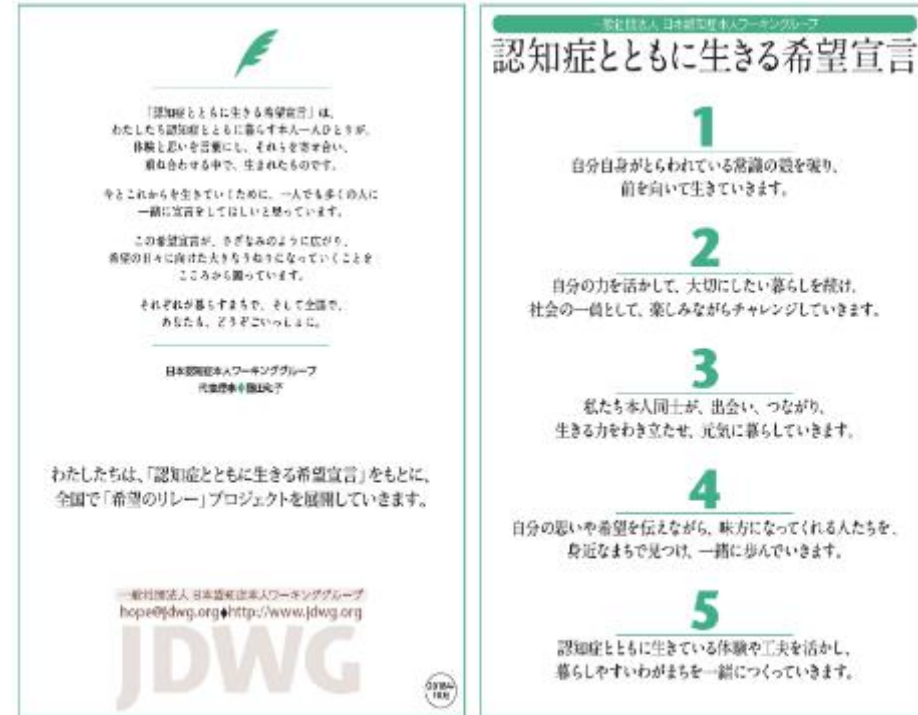 「認知症とともに生きる希望宣言」は、
わたしたち認知症とともに暮らす本人一人ひとりが、
体験と思いを言葉にし、それらを寄せ合い、
重ね合わせる中で、生まれたものです。
今とこれからを生きていくために、一人でも多くの人に
一緒に宣言をしてほしいと思っています。
この希望宣言が、さざなみのように広がり、
希望の日々に向けた大きなうねりになっていくことを
こころから願っています。
それぞれが暮らすまちで、そして全国で、
あなたも、どうぞごいっしょに。
日本認知症本人ワーキンググループ
代表理事◆藤田和子
わたしたちは、「認知症とともに生きる希望宣言」をもとに、
全国で「希望のリレー」プロジェクトを展開していきます。
一般社団法人 日本認知症本人ワーキンググループ
hope@jdwg.org◆http://www.jdwg.org
JDWG
一般社団法人 日本認知症本人ワーキングループ
認知症とともに生きる希望宣言
1
自分自身がとらわれている常識の殻を破り、
前を向いて生きていきます。
2
自分の力を活かして、大切にしたい暮らしを続け、
社会の一員として、楽しみながらチャレンジしていきます。
3
私たち本人同士が、出会い、つながり、
生きる力をわき立たせ、元気に暮らしていきます。
4
自分の思いや希望を伝えながら、味方になってくれる人たちを、
身近なまちで見つけ、一緒に歩んでいきます。
5
認知症とともに生きている体験や工夫を活かし、
暮らしやすいわがまちを一緒につくっていきます。